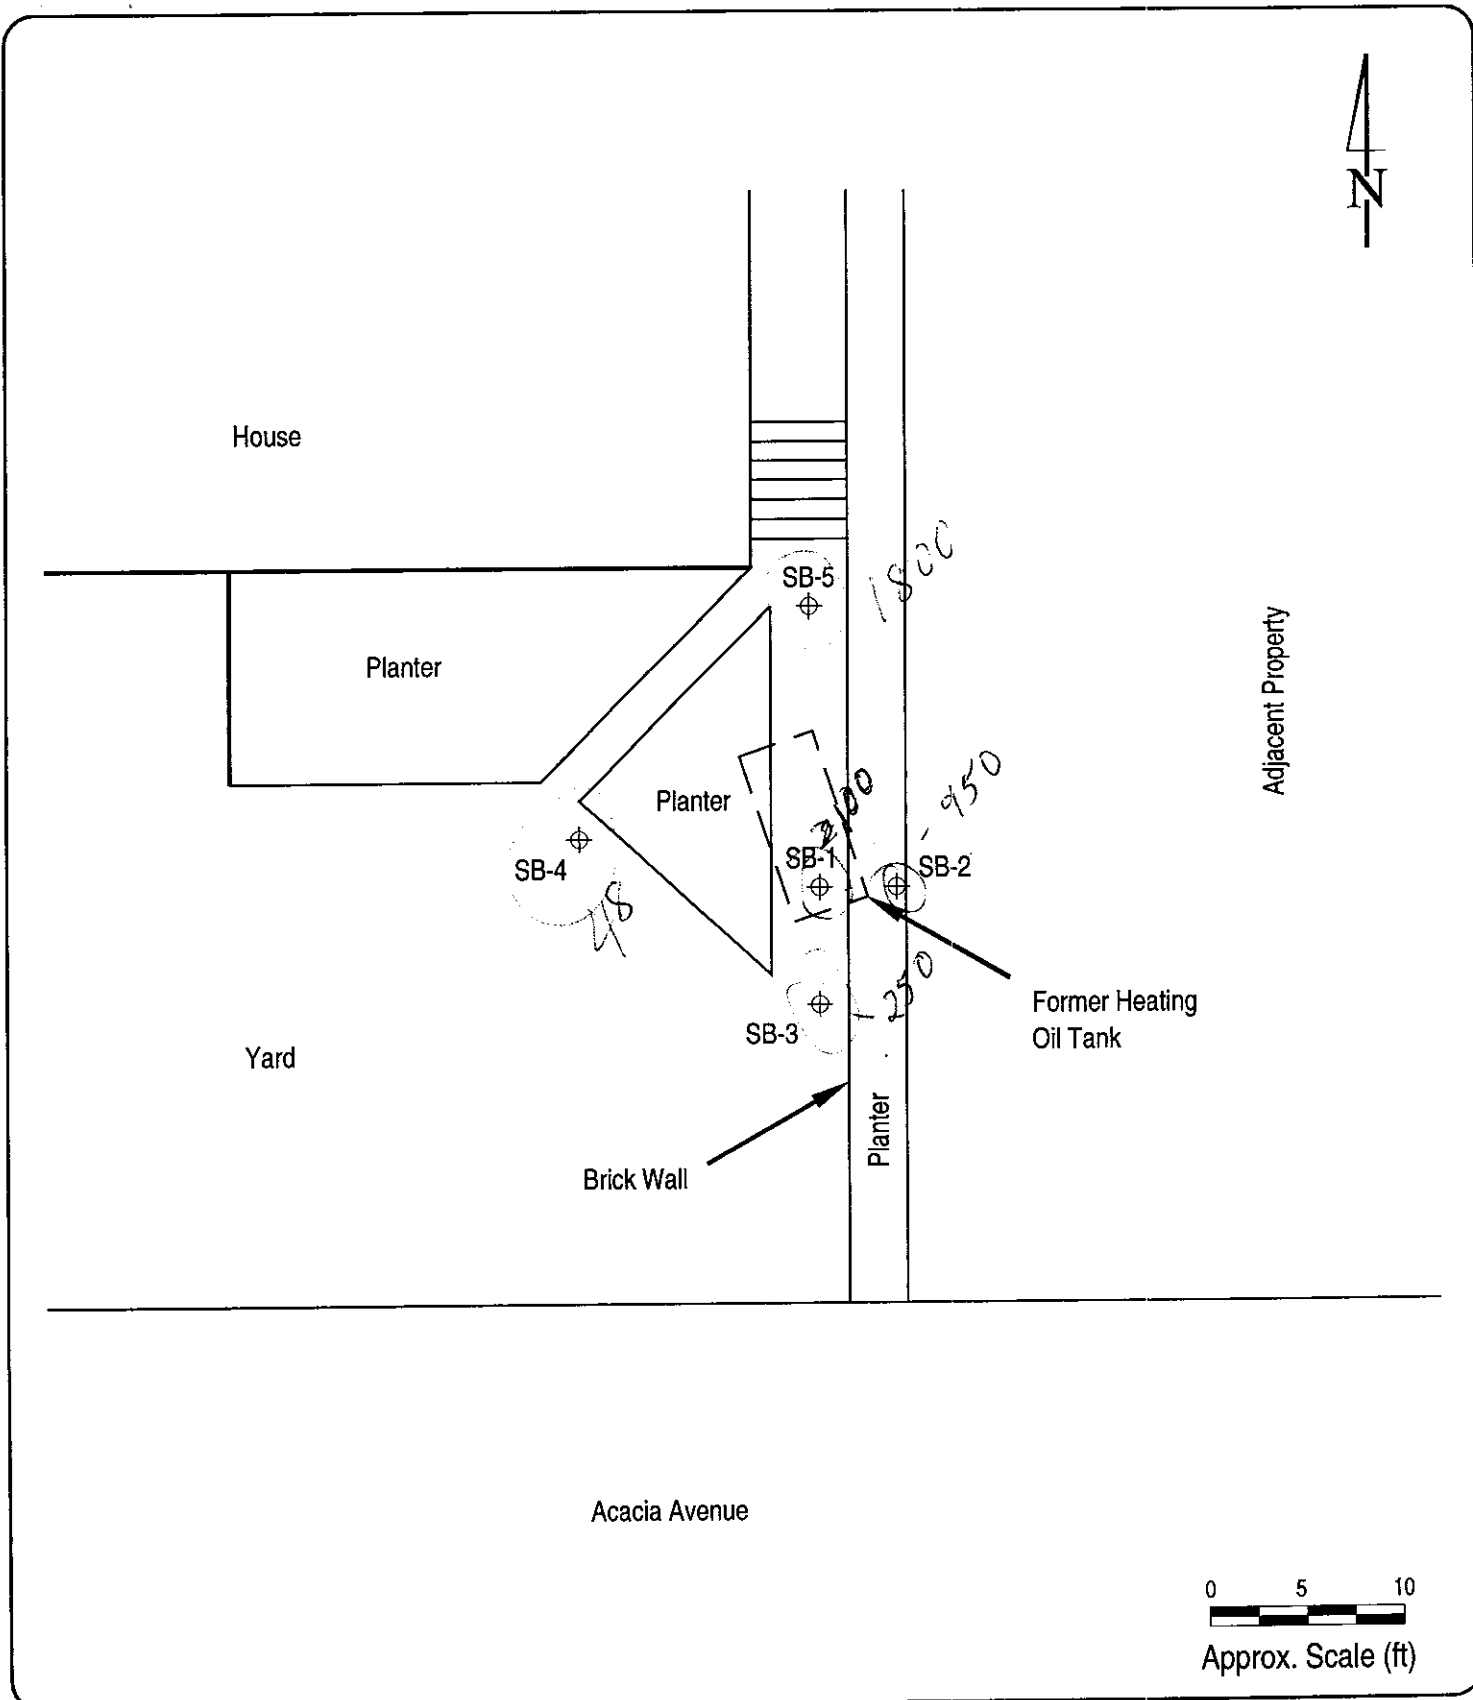 N
House
SB-5
1800
Planter
Adjacent Property
Planter
2100
950
SB-1
SB-2
SB-4
48
250
Former Heating
Oil Tank
SB-3
Yard
Planter
Brick Wall
Acacia Avenue
0 5 10
Approx. Scale (ft)